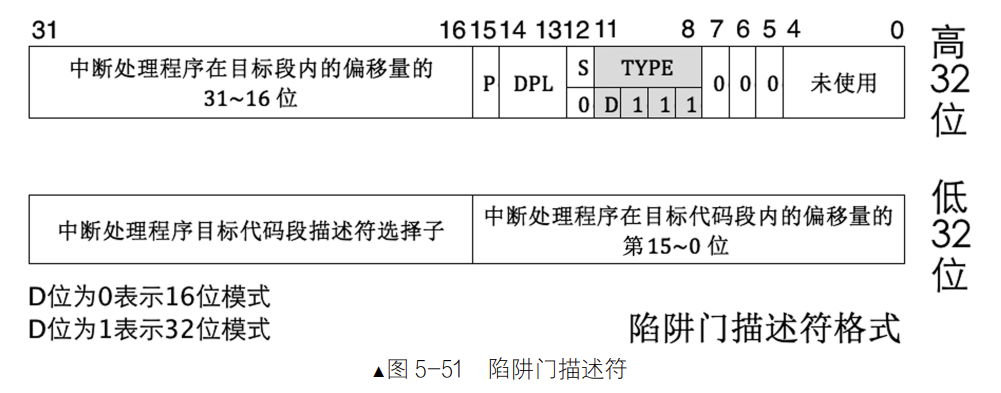 31 16 15 14 13 12 11 8 7 6 5 4 0
中断处理程序在目标段内的偏移量的
31~16 位
P DPL S TYPE 0 0 0 未使用
0 D 1 1 1
高32位
中断处理程序目标代码段描述符选择子
中断处理程序在目标代码段内的偏移量的
第15~0 位
低32位
D位为0表示16位模式
D位为1表示32位模式
陷阱门描述符格式
▲图 5-51 陷阱门描述符